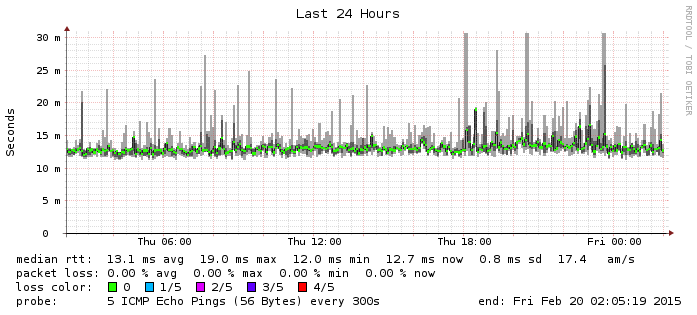 Last 24 Hours
RRDTOOL / TOBI OETIKER
Seconds
30 m
25 m
20 m
15 m
10 m
5 m
0
Thu 06:00 Thu 12:00 Thu 18:00 Fri 00:00
median rtt: 13.1 ms avg 19.0 ms max 12.0 ms min 12.7 ms now 0.8 ms sd 17.4 am/s
packet loss: 0.00 % avg 0.00 % max 0.00 % min 0.00 % now
loss color: 0 1/5 2/5 3/5 4/5
probe: 5 ICMP Echo Pings (56 Bytes) every 300s end: Fri Feb 20 02:05:19 2015